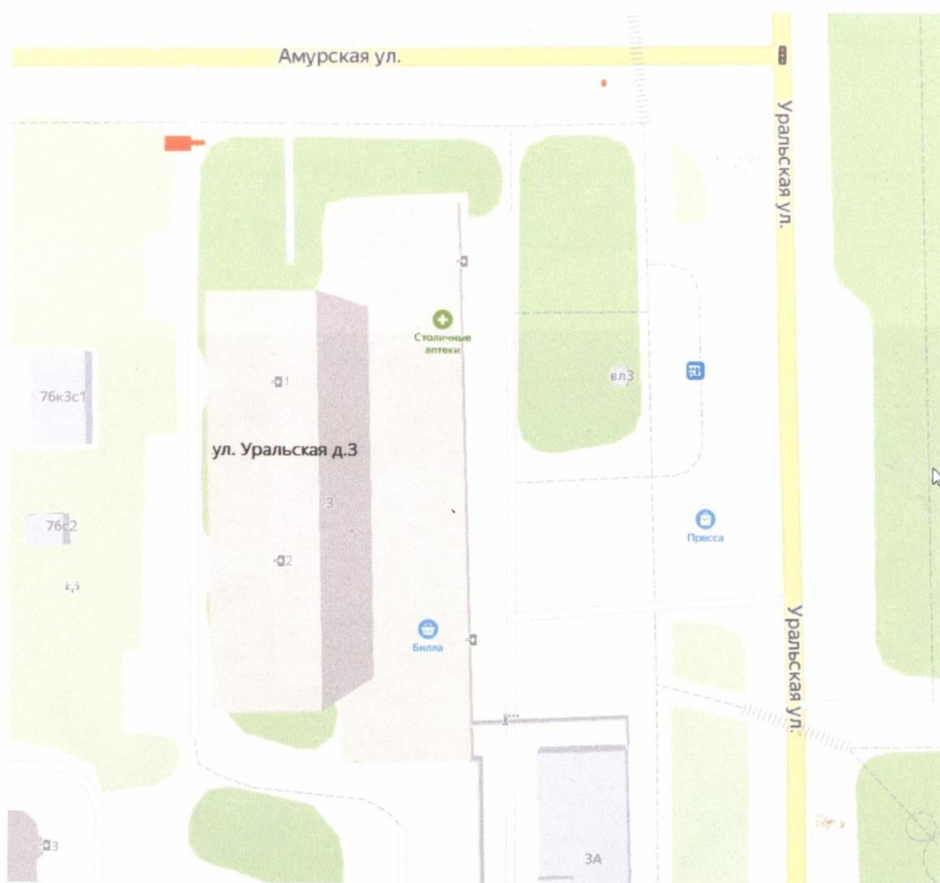 Амурская ул.
Уральская ул.
Столичные
аптеки
1
вл3
76к3с1
ул. Уральская д.3
3
76с2
Пресса
2
Билла
Уральская ул.
3
3А